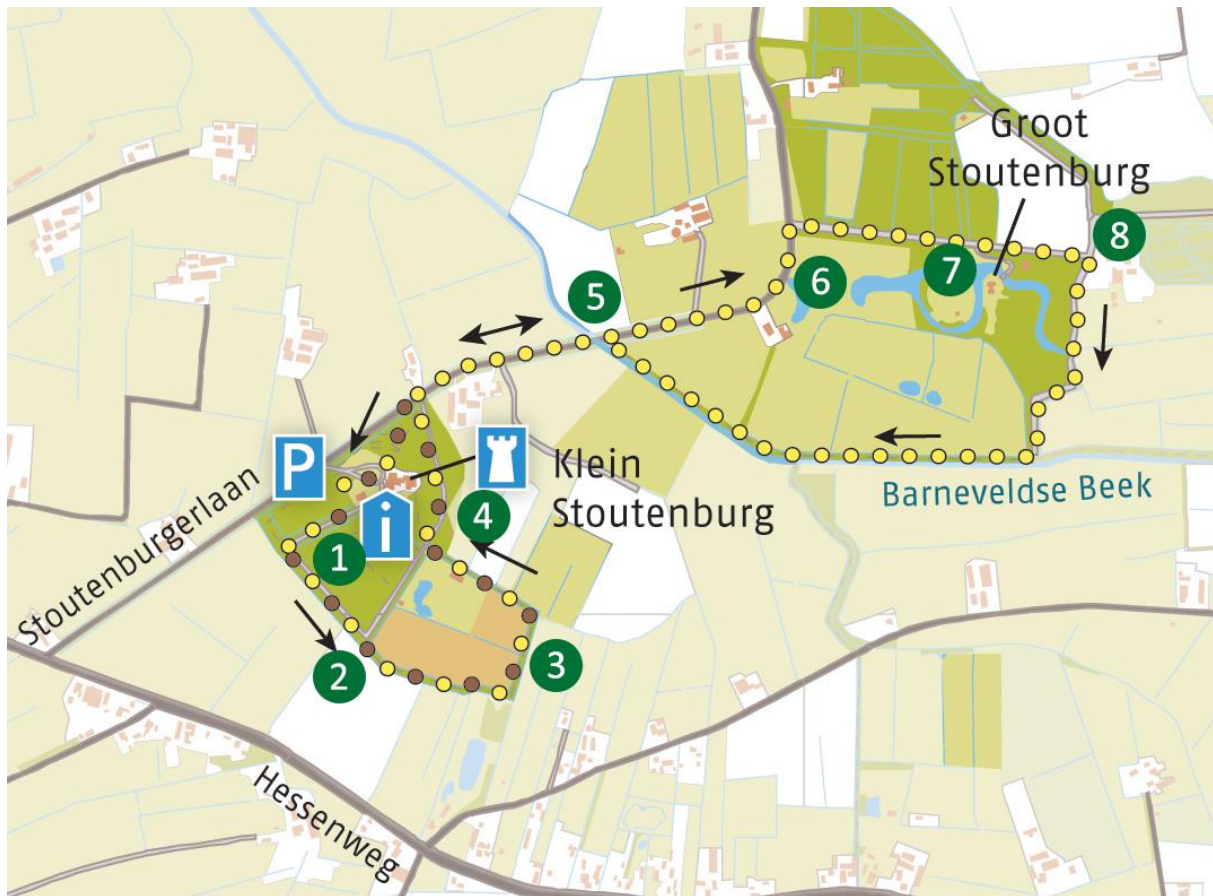 Groot
Stoutenburg
8
7
6
5
P
Klein
Stoutenburg
4
i
1
Barneveldse Beek
Stoutenburgerlaan
2
3
Hessenweg